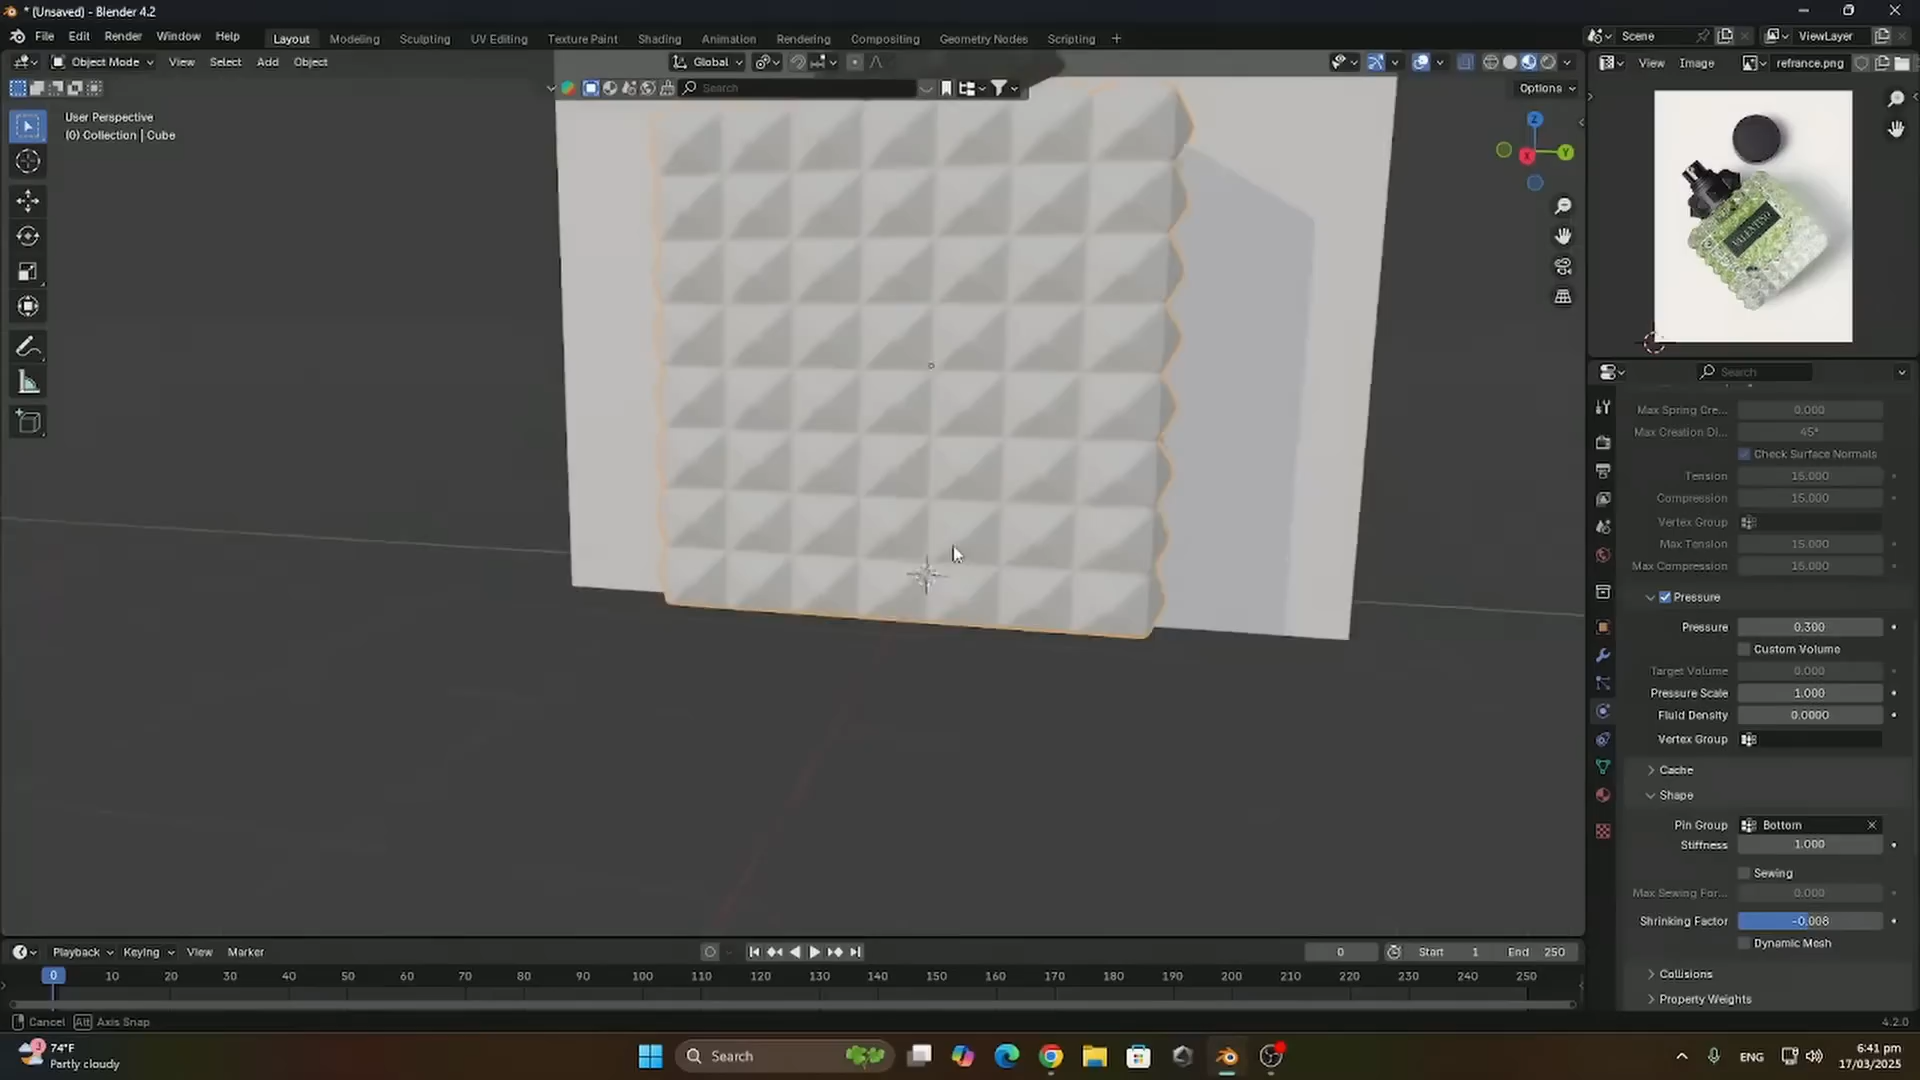 * (Unsaved) - Blender 4.2
File Edit Render Window Help
Layout Modeling Sculpting UV Editing Texture Paint Shading Animation Rendering Compositing Geometry Nodes Scripting +
Scene ViewLayer
Object Mode View Select Add Object
Global
View Image refrance.png
Search
Options
User Perspective
(0) Collection | Cube
Z
X
Y
VALENTINO
Search
Max Spring Cre... 0.000
Max Creation Di... 45°
Check Surface Normals
Tension 15.000
Compression 15.000
Vertex Group
Max Tension 15.000
Max Compression 15.000
Pressure
Pressure 0.300
Custom Volume
Target Volume 0.000
Pressure Scale 1.000
Fluid Density 0.0000
Vertex Group
Cache
Shape
Pin Group Bottom
Stiffness 1.000
Sewing
Max Sewing For... 0.000
Shrinking Factor -0.008
Dynamic Mesh
Collisions
Property Weights
Playback Keying View Marker
0 Start 1 End 250
0 10 20 30 40 50 60 70 80 90 100 110 120 130 140 150 160 170 180 190 200 210 220 230 240 250
Cancel Alt Axis Snap
4.2.0
74°F
Partly cloudy
Search
ENG
6:41 pm
17/03/2025